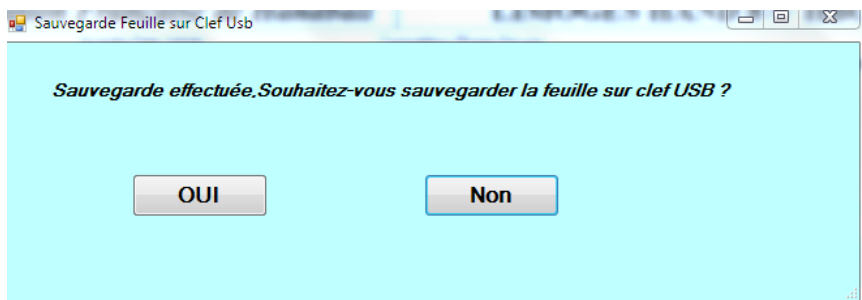 Sauvegarde Feuille sur Clef Usb
Sauvegarde effectuée,Souhaitez-vous sauvegarder la feuille sur clef USB ?
OUI
Non